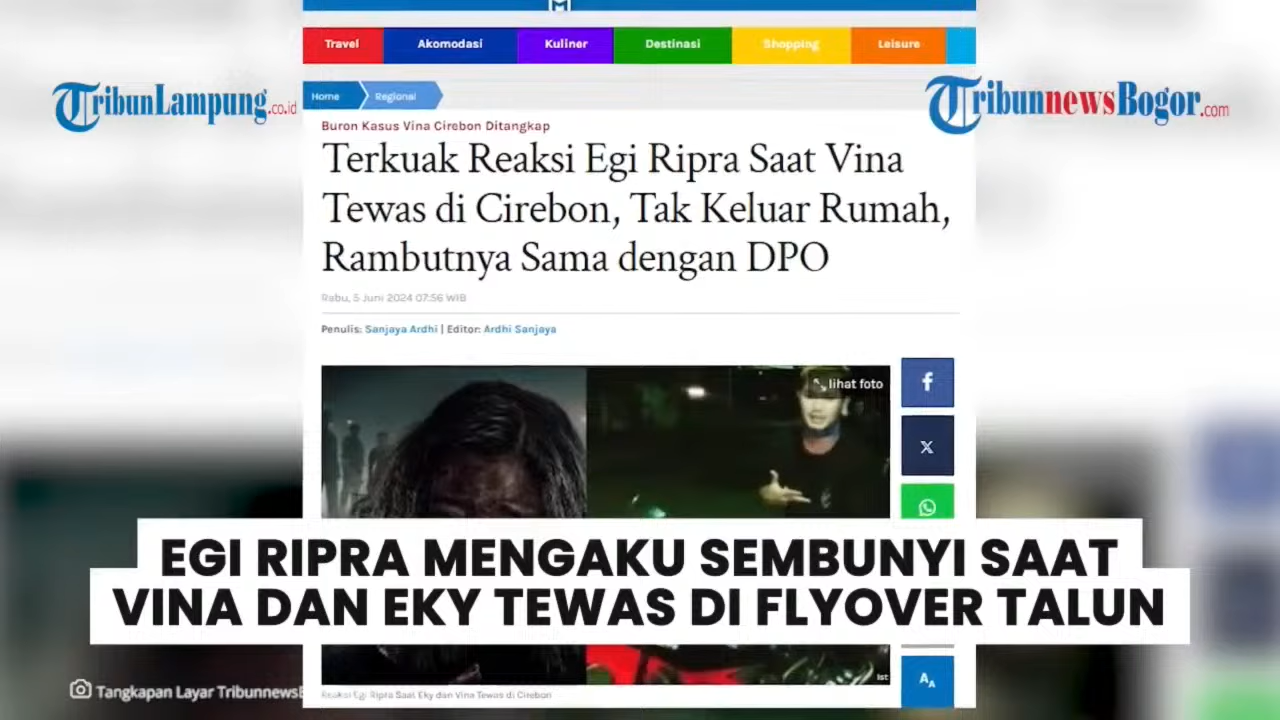 Travel
Akomodasi
Kuliner
Destinasi
Shopping
Leisure
TribunLampung.co.id
TribunnewsBogor.com
Home
Regional
Buron Kasus Vina Cirebon Ditangkap
Terkuak Reaksi Egi Ripra Saat Vina
Tewas di Cirebon, Tak Keluar Rumah,
Rambutnya Sama dengan DPO
Rabu, 5 Juni 2024 07:56 WIB
Penulis: Sanjaya Ardhi | Editor: Ardhi Sanjaya
lihat foto
f
X
EGI RIPRA MENGAKU SEMBUNYI SAAT
VINA DAN EKY TEWAS DI FLYOVER TALUN
Ist
AA
Tangkapan Layar Tribunnews
Reaksi Egi Ripra Saat Eky dan Vina Tewas di Cirebon